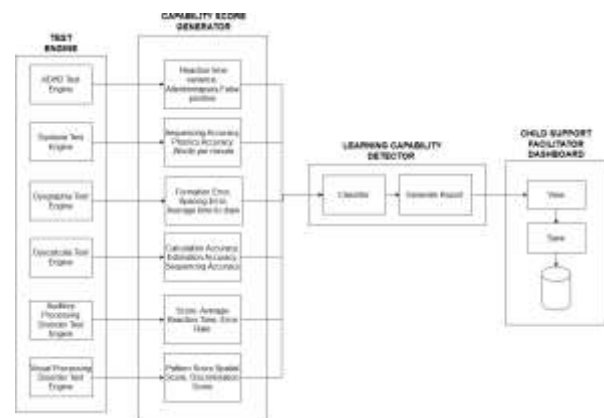 TEST
ENGINE
CAPABILITY SCORE
GENERATOR
LEARNING CAPABILITY
DETECTOR
CHILD SUPPORT
FACILITATOR
DASHBOARD
ADHD Test
Engine
Reaction time
variance,
False
positive
Dyslexia Test
Engine
Sequencing Accuracy,
Phonics Accuracy,
Words per minute
Dysgraphia Test
Engine
Formation Error,
Spacing Error,
Average time to
Dyscalculia Test
Engine
Calculation Accuracy,
Estimation Accuracy,
Sequencing Accuracy
Auditory
Processing
Disorder Test
Engine
Score, Average
Reaction Time, Error
Rate
Visual Processing
Disorder Test
Engine
Pattern Score Spatial
Score, Discrimination
Score
Classifier
Generate Report
View
Save